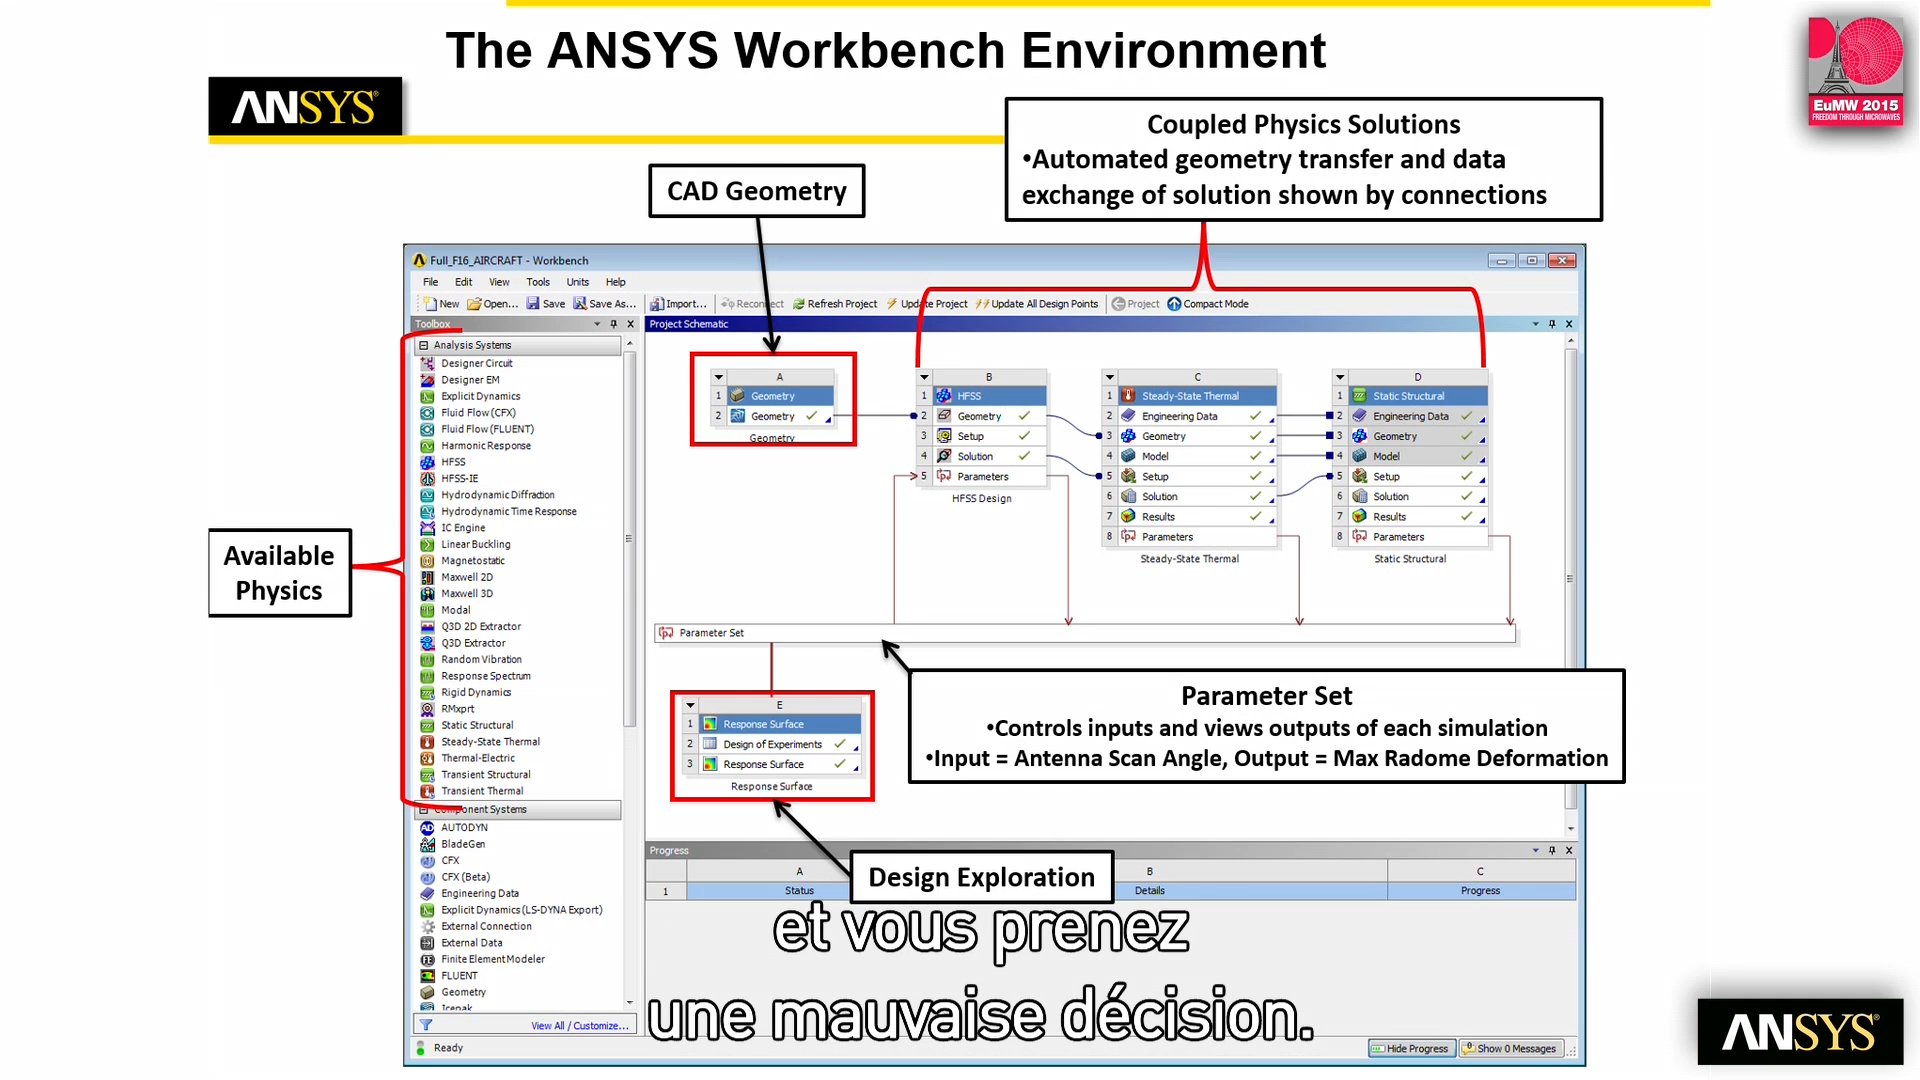 The ANSYS Workbench Environment
ANSYS
EuMW 2015
FREEDOM THROUGH MICROWAVES
Coupled Physics Solutions
•Automated geometry transfer and data
exchange of solution shown by connections
CAD Geometry
Full_F16_AIRCRAFT - Workbench
File Edit View Tools Units Help
New Open... Save Save As... Import... Reconnect Refresh Project Update Project Update All Design Points Project Compact Mode
Toolbox
Project Schematic
Analysis Systems
Designer Circuit
Designer EM
Explicit Dynamics
Fluid Flow (CFX)
Fluid Flow (FLUENT)
Harmonic Response
HFSS
HFSS-IE
Hydrodynamic Diffraction
Hydrodynamic Time Response
IC Engine
Linear Buckling
Magnetostatic
Maxwell 2D
Maxwell 3D
Modal
Q3D 2D Extractor
Q3D Extractor
Random Vibration
Response Spectrum
Rigid Dynamics
RMxprt
Static Structural
Steady-State Thermal
Thermal-Electric
Transient Structural
Transient Thermal
Component Systems
AUTODYN
BladeGen
CFX
CFX (Beta)
Engineering Data
Explicit Dynamics (LS-DYNA Export)
External Connection
External Data
Finite Element Modeler
FLUENT
Geometry
Icepak
View All / Customize...
Ready
Available
Physics
A
1 Geometry
2 Geometry
Geometry
B
1 HFSS
2 Geometry
3 Setup
4 Solution
5 Parameters
HFSS Design
C
1 Steady-State Thermal
2 Engineering Data
3 Geometry
4 Model
5 Setup
6 Solution
7 Results
8 Parameters
Steady-State Thermal
D
1 Static Structural
2 Engineering Data
3 Geometry
4 Model
5 Setup
6 Solution
7 Results
8 Parameters
Static Structural
Parameter Set
E
1 Response Surface
2 Design of Experiments
3 Response Surface
Response Surface
Parameter Set
•Controls inputs and views outputs of each simulation
•Input = Antenna Scan Angle, Output = Max Radome Deformation
Design Exploration
Progress
A B C
1 Status Details Progress
et vous prenez
une mauvaise décision.
Hide Progress Show 0 Messages
ANSYS